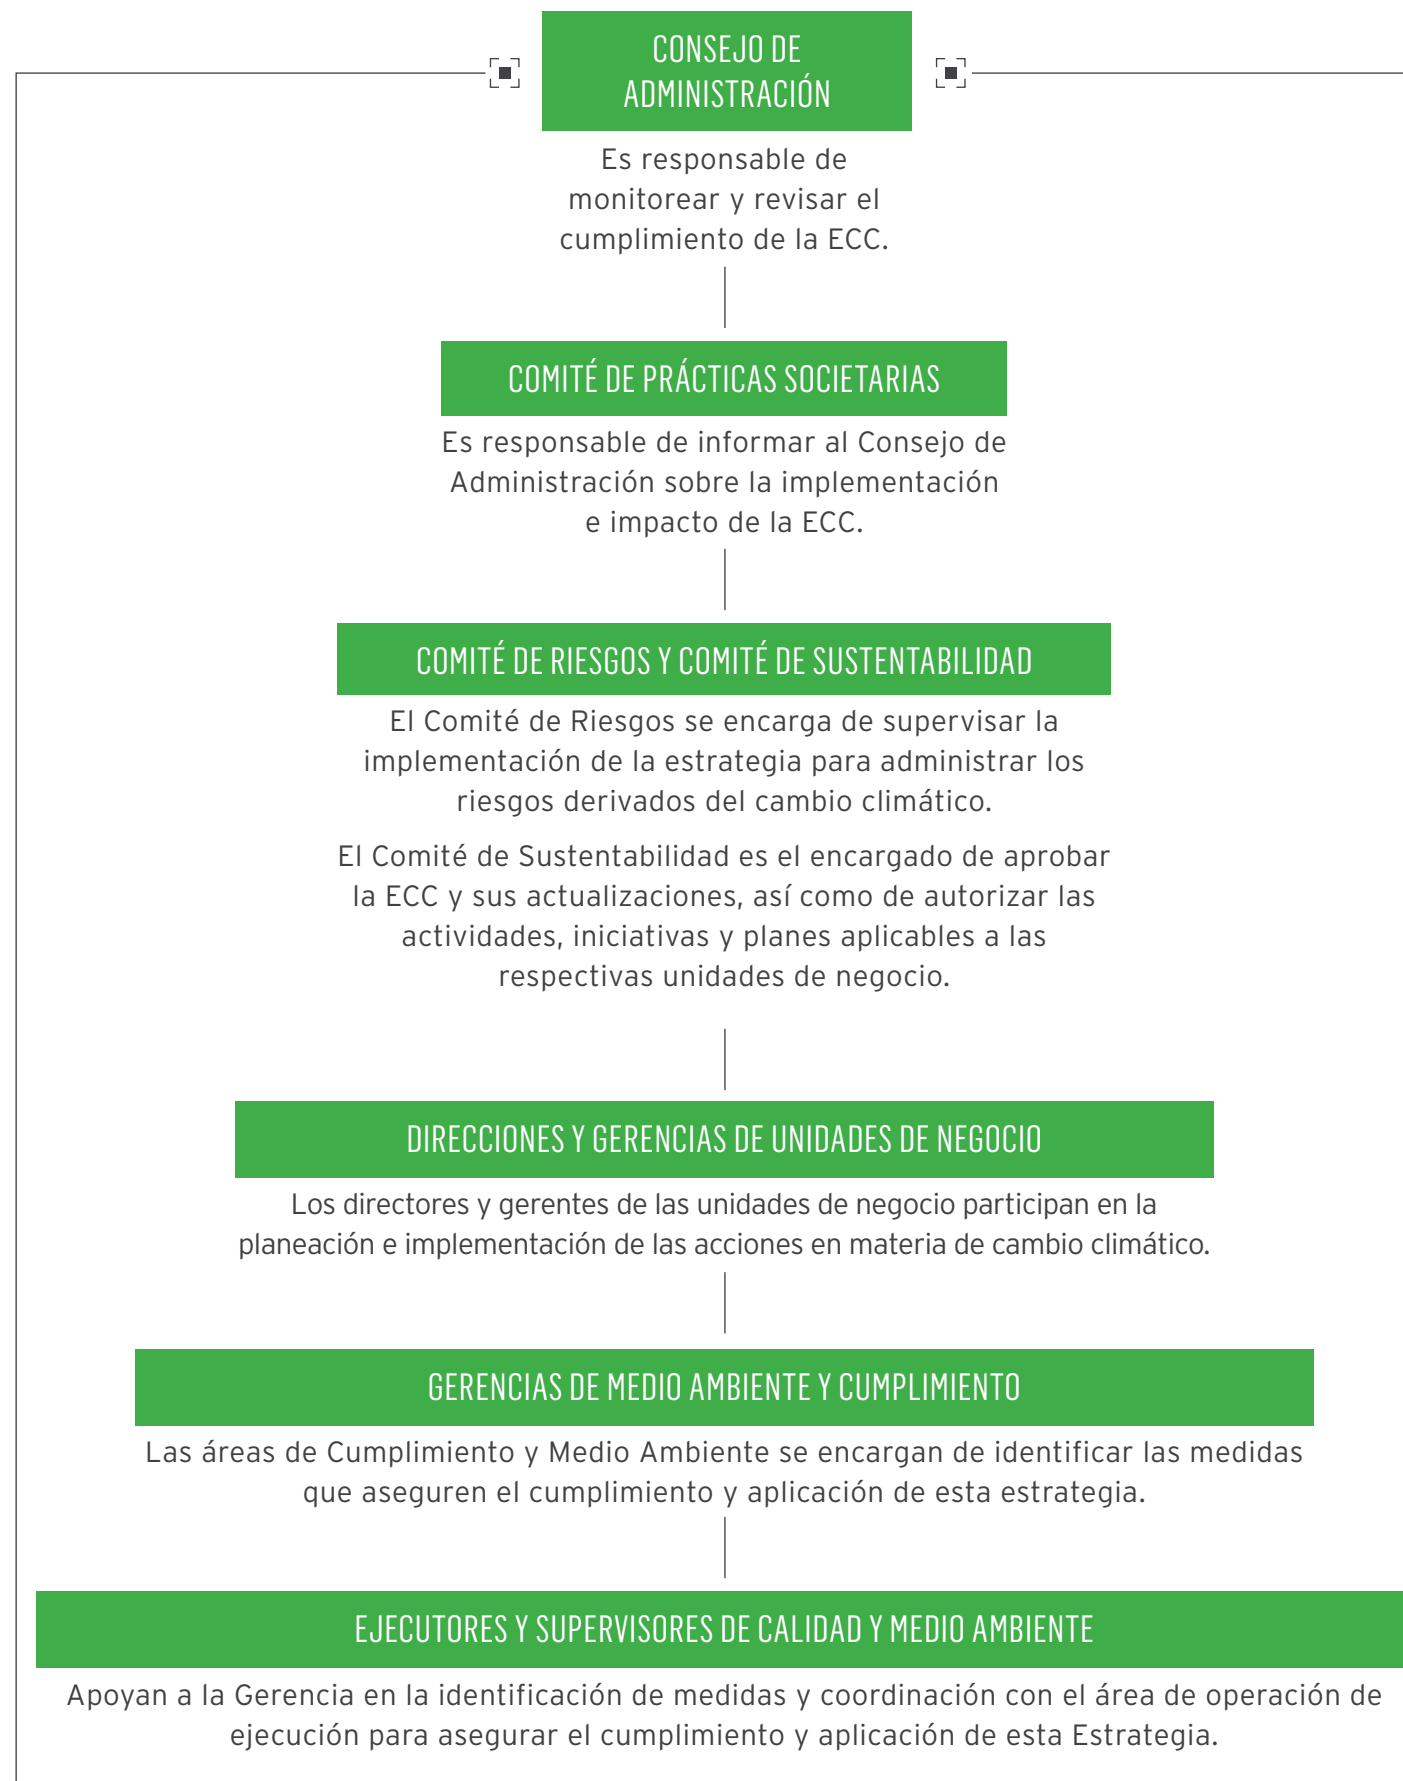 CONSEJO DE
ADMINISTRACIÓN
Es responsable de
monitorear y revisar el
cumplimiento de la ECC.
COMITÉ DE PRÁCTICAS SOCIETARIAS
Es responsable de informar al Consejo de
Administración sobre la implementación
e impacto de la ECC.
COMITÉ DE RIESGOS Y COMITÉ DE SUSTENTABILIDAD
El Comité de Riesgos se encarga de supervisar la
implementación de la estrategia para administrar los
riesgos derivados del cambio climático.
El Comité de Sustentabilidad es el encargado de aprobar
la ECC y sus actualizaciones, así como de autorizar las
actividades, iniciativas y planes aplicables a las
respectivas unidades de negocio.
DIRECCIONES Y GERENCIAS DE UNIDADES DE NEGOCIO
Los directores y gerentes de las unidades de negocio participan en la
planeación e implementación de las acciones en materia de cambio climático.
GERENCIAS DE MEDIO AMBIENTE Y CUMPLIMIENTO
Las áreas de Cumplimiento y Medio Ambiente se encargan de identificar las medidas
que aseguren el cumplimiento y aplicación de esta estrategia.
EJECUTORES Y SUPERVISORES DE CALIDAD Y MEDIO AMBIENTE
Apoyan a la Gerencia en la identificación de medidas y coordinación con el área de operación de
ejecución para asegurar el cumplimiento y aplicación de esta Estrategia.